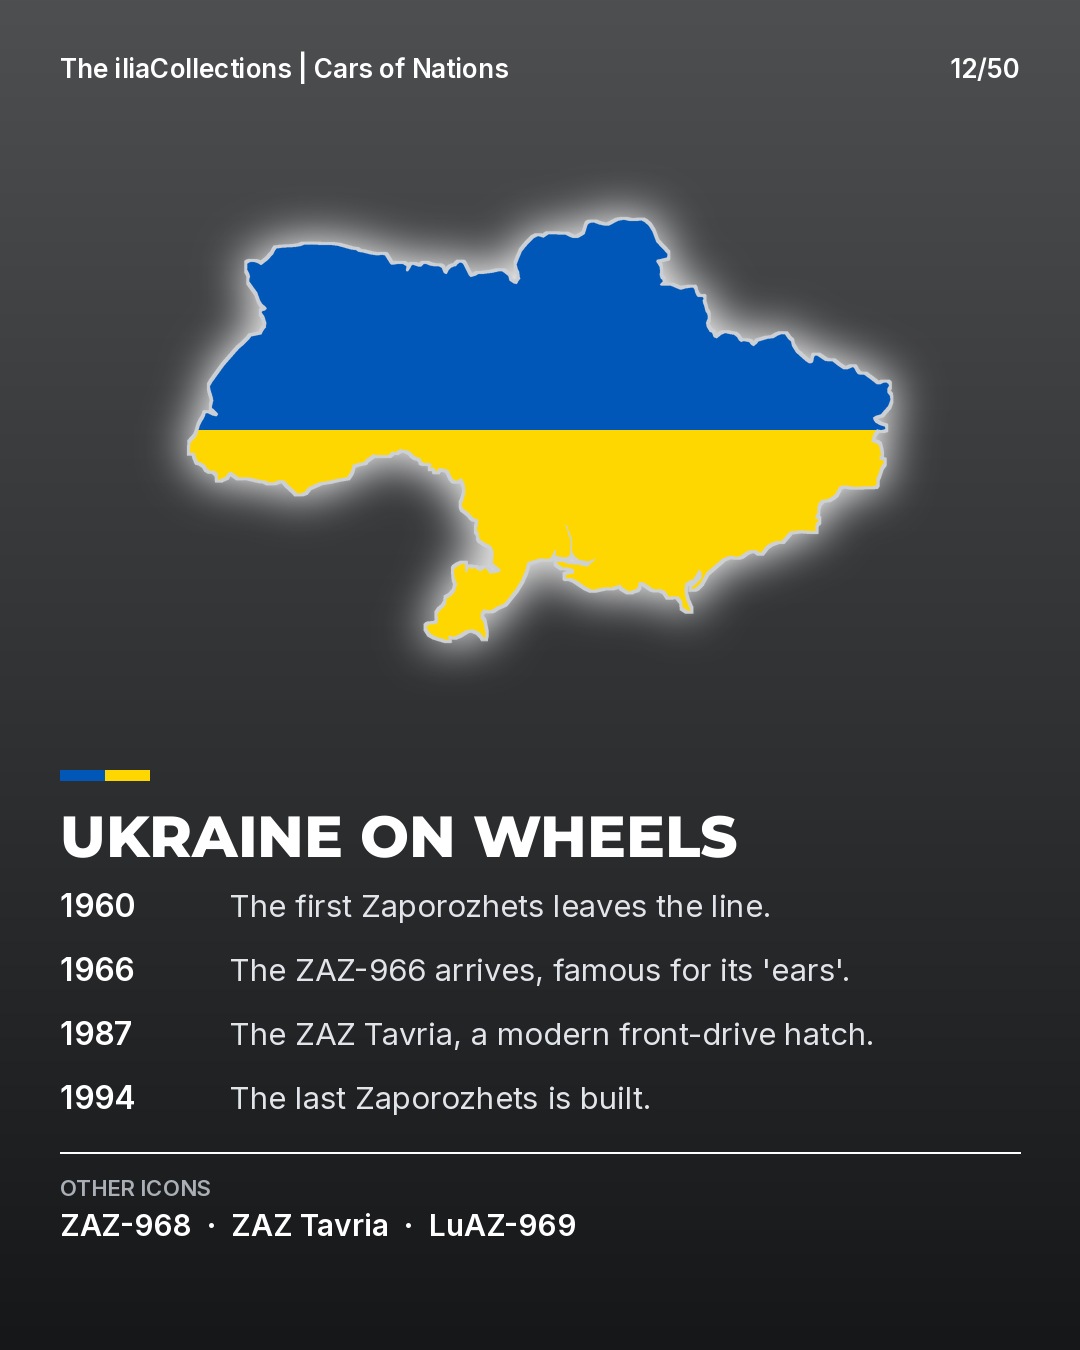 The iliaCollections | Cars of Nations
12/50
UKRAINE ON WHEELS
1960 The first Zaporozhets leaves the line.
1966 The ZAZ-966 arrives, famous for its 'ears'.
1987 The ZAZ Tavria, a modern front-drive hatch.
1994 The last Zaporozhets is built.
OTHER ICONS
ZAZ-968 · ZAZ Tavria · LuAZ-969